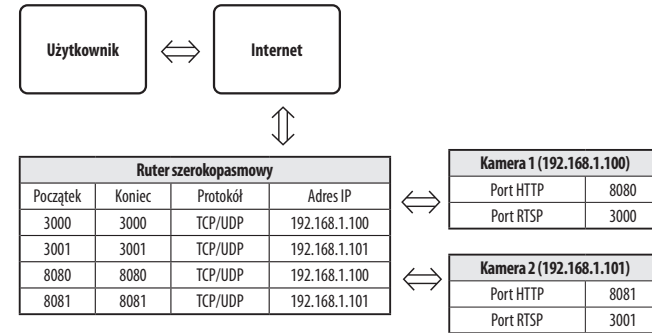 Użytkownik
Internet
Ruter szerokopasmowy
Początek Koniec Protokół Adres IP
3000 3000 TCP/UDP 192.168.1.100
3001 3001 TCP/UDP 192.168.1.101
8080 8080 TCP/UDP 192.168.1.100
8081 8081 TCP/UDP 192.168.1.101
Kamera 1 (192.168.1.100)
Port HTTP 8080
Port RTSP 3000
Kamera 2 (192.168.1.101)
Port HTTP 8081
Port RTSP 3001